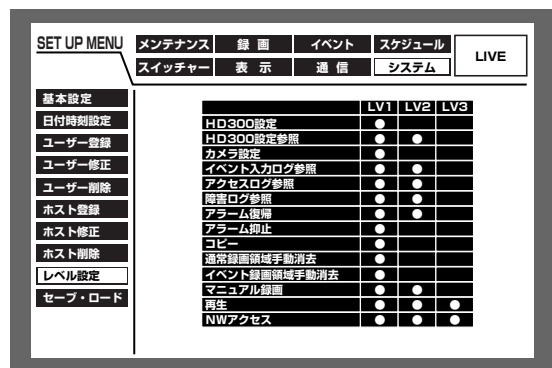 SET UP MENU
メンテナンス 録 画 イベント スケジュール
スイッチャー 表 示 通 信 システム
LIVE
基本設定
日付時刻設定
ユーザー登録
ユーザー修正
ユーザー削除
ホスト登録
ホスト修正
ホスト削除
レベル設定
セーブ・ロード
LV1 LV2 LV3
HD300設定 ●
HD300設定参照 ● ●
カメラ設定 ●
イベント入力ログ参照 ● ●
アクセスログ参照 ● ●
障害ログ参照 ● ●
アラーム復帰 ● ●
アラーム抑止 ●
コピー ●
通常録画領域手動消去 ●
イベント録画領域手動消去 ●
マニュアル録画 ● ●
再生 ● ● ●
NWアクセス ● ● ●